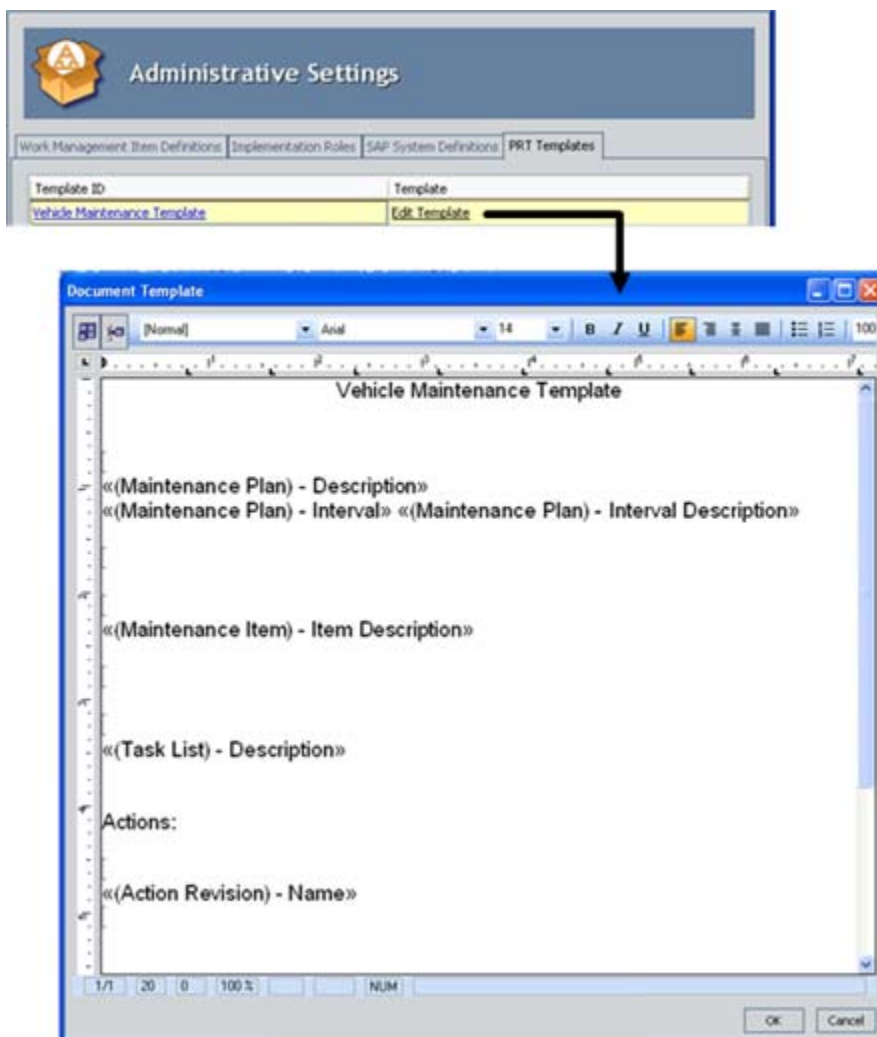 Administrative Settings
Work Management Item Definitions Implementation Roles SAP System Definitions PRT Templates
Template ID Template
Vehicle Maintenance Template Edit Template
Document Template
[Normal] Arial 14 B I U 100
Vehicle Maintenance Template
«(Maintenance Plan) - Description»
«(Maintenance Plan) - Interval» «(Maintenance Plan) - Interval Description»
«(Maintenance Item) - Item Description»
«(Task List) - Description»
Actions:
«(Action Revision) - Name»
1/1 20 0 100 % NUM
OK Cancel